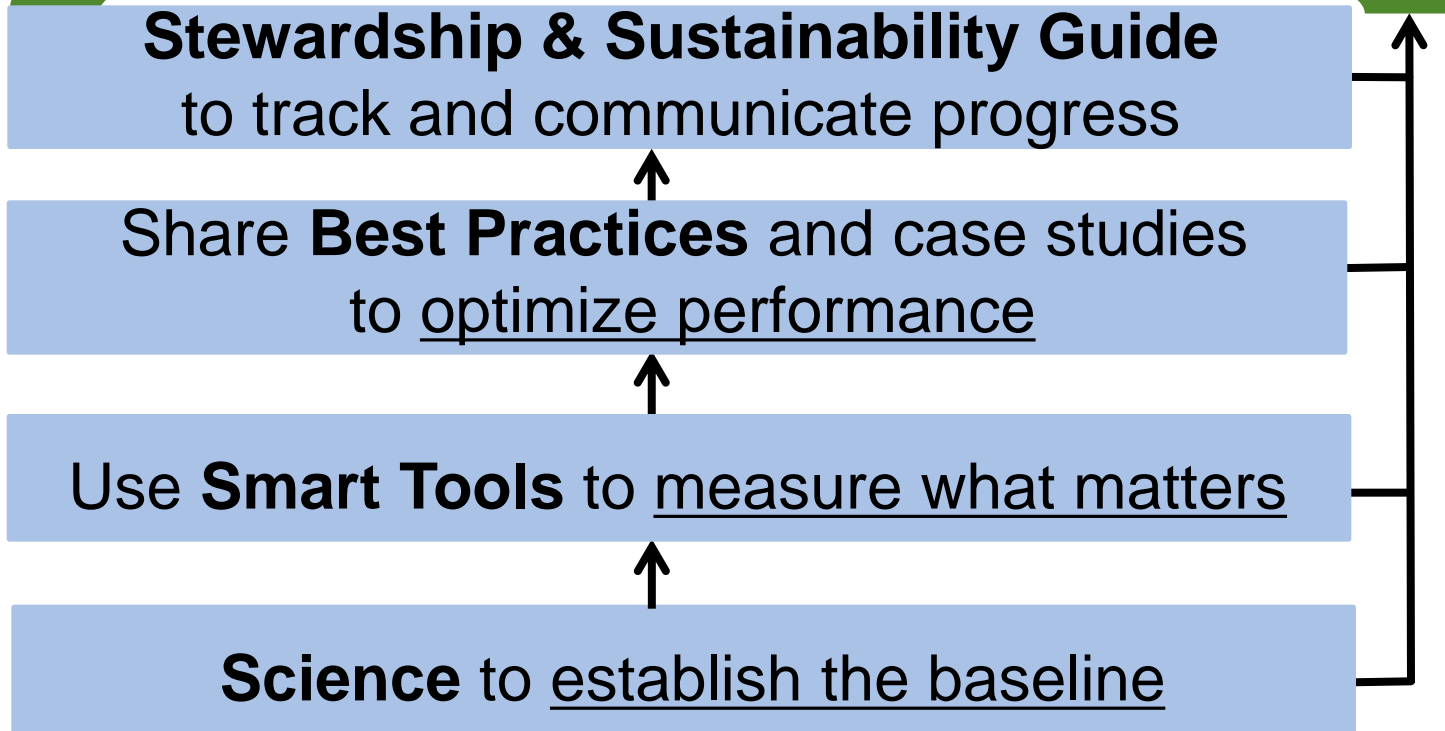 Stewardship & Sustainability Guide
to track and communicate progress
Share Best Practices and case studies
to optimize performance
Use Smart Tools to measure what matters
Science to establish the baseline